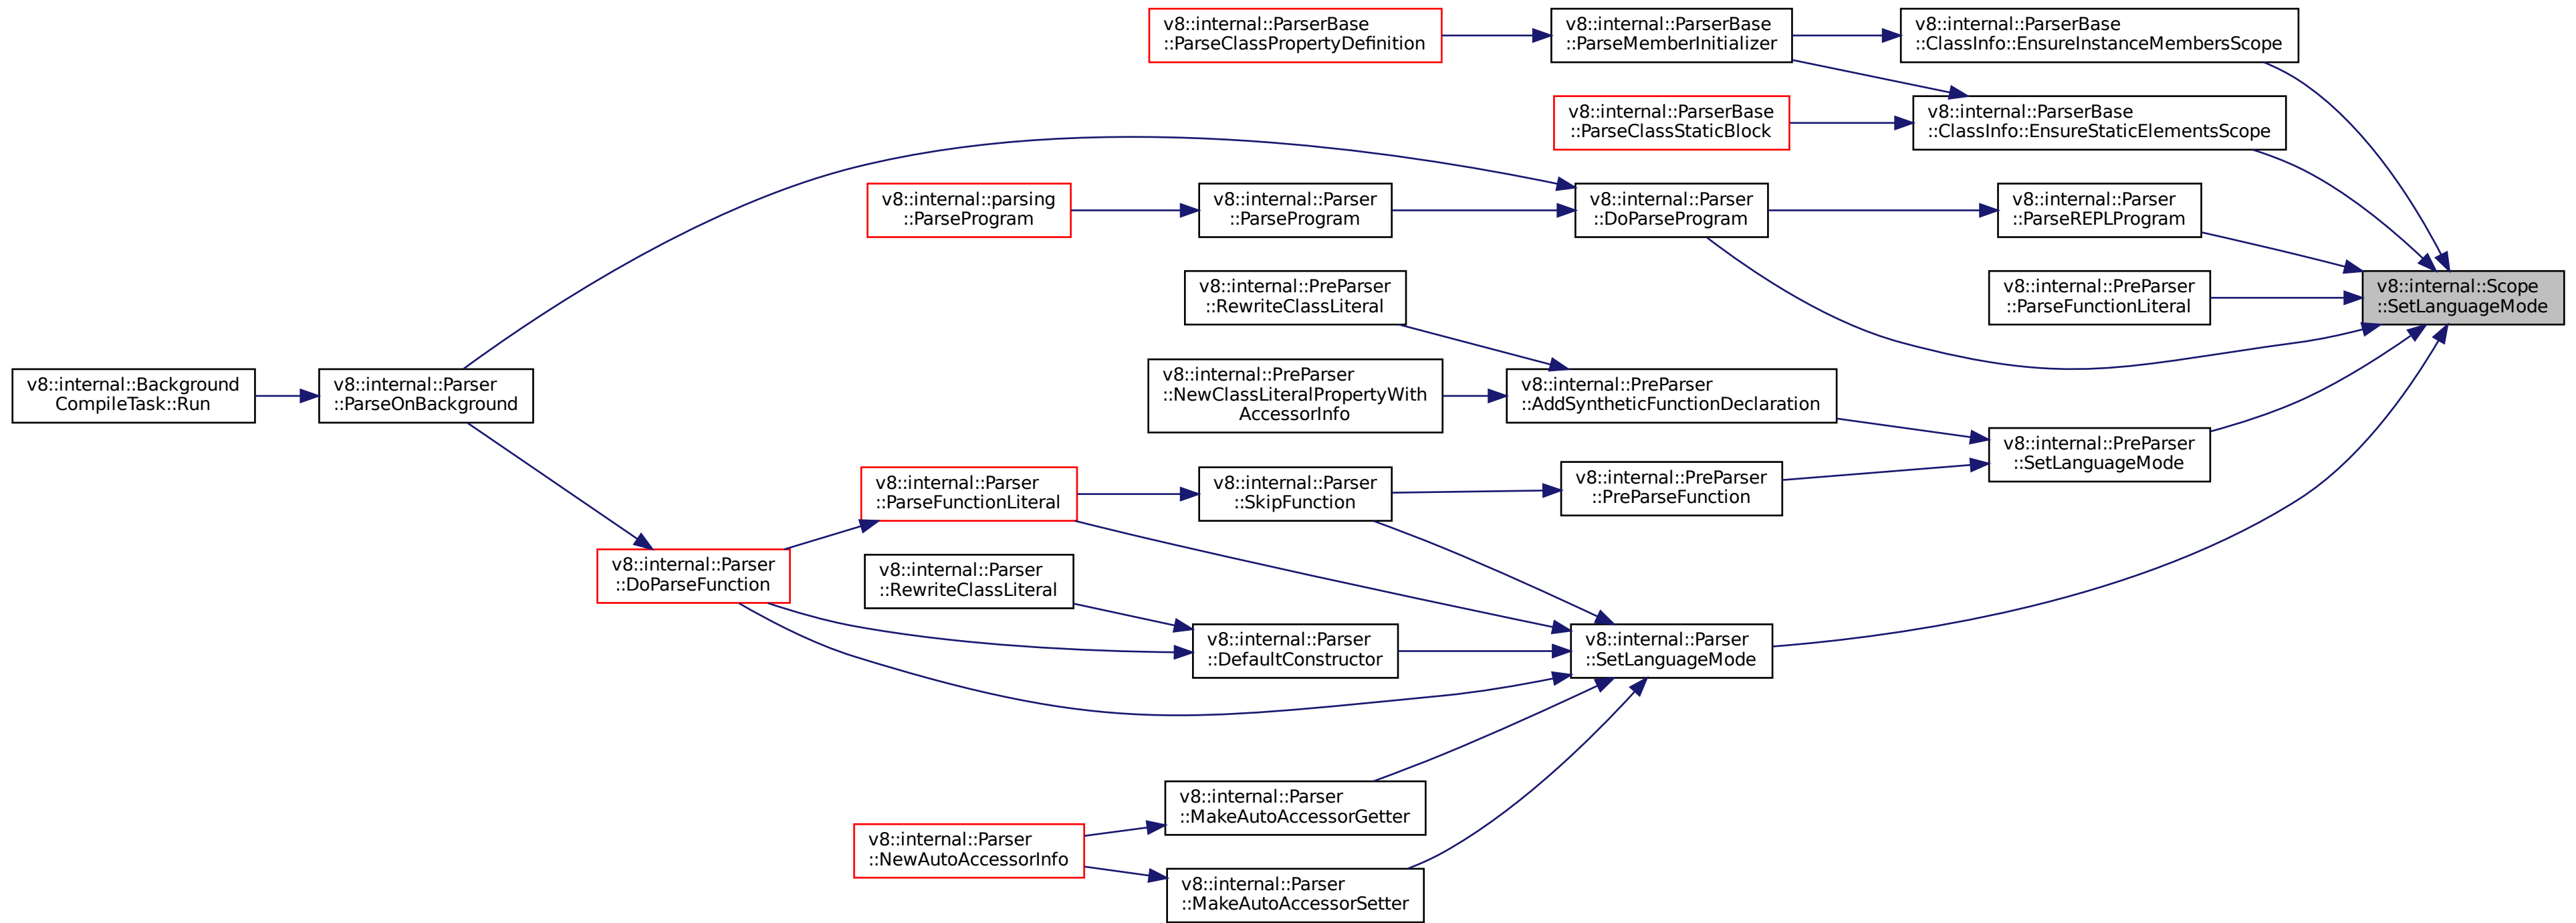 v8::internal::ParserBase
::ParseClassPropertyDefinition
v8::internal::ParserBase
::ParseMemberInitializer
v8::internal::ParserBase
::ClassInfo::EnsureInstanceMembersScope
v8::internal::ParserBase
::ParseClassStaticBlock
v8::internal::ParserBase
::ClassInfo::EnsureStaticElementsScope
v8::internal::parsing
::ParseProgram
v8::internal::Parser
::ParseProgram
v8::internal::Parser
::DoParseProgram
v8::internal::Parser
::ParseREPLProgram
v8::internal::PreParser
::RewriteClassLiteral
v8::internal::PreParser
::ParseFunctionLiteral
v8::internal::Scope
::SetLanguageMode
v8::internal::Background
CompileTask::Run
v8::internal::Parser
::ParseOnBackground
v8::internal::PreParser
::NewClassLiteralPropertyWith
AccessorInfo
v8::internal::PreParser
::AddSyntheticFunctionDeclaration
v8::internal::PreParser
::SetLanguageMode
v8::internal::Parser
::ParseFunctionLiteral
v8::internal::Parser
::SkipFunction
v8::internal::PreParser
::PreParseFunction
v8::internal::Parser
::DoParseFunction
v8::internal::Parser
::RewriteClassLiteral
v8::internal::Parser
::DefaultConstructor
v8::internal::Parser
::SetLanguageMode
v8::internal::Parser
::MakeAutoAccessorGetter
v8::internal::Parser
::NewAutoAccessorInfo
v8::internal::Parser
::MakeAutoAccessorSetter